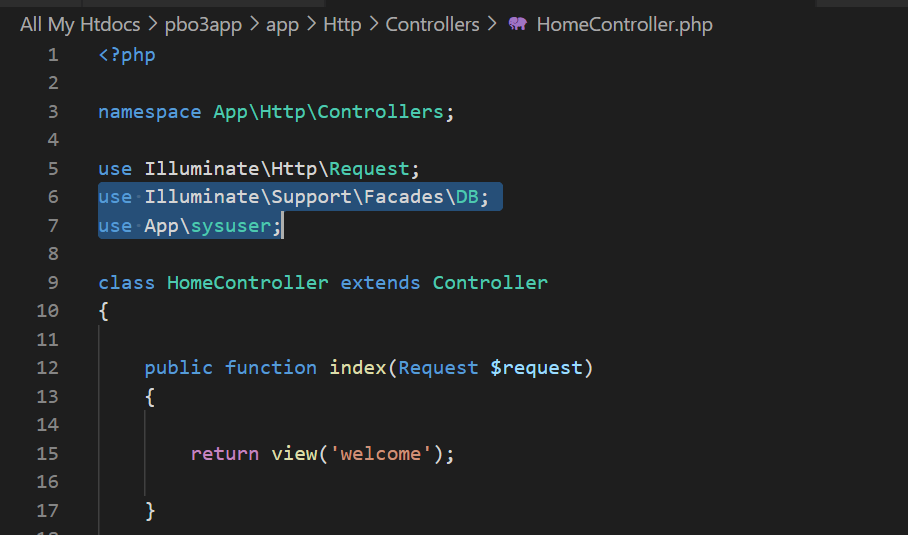 All My Htdocs > pbo3app > app > Http > Controllers > HomeController.php
1 <?php
2
3 namespace App\Http\Controllers;
4
5 use Illuminate\Http\Request;
6 use Illuminate\Support\Facades\DB;
7 use App\sysuser;
8
9 class HomeController extends Controller
10 {
11
12 public function index(Request $request)
13 {
14
15 return view('welcome');
16
17 }